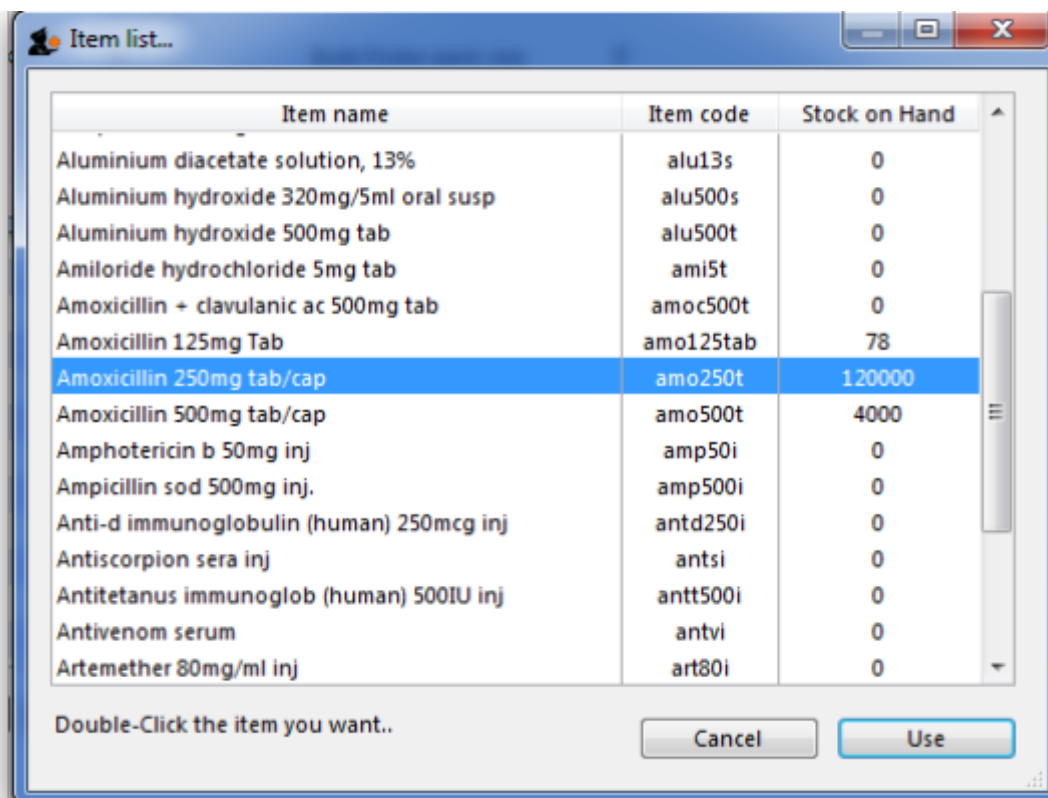 Item list...
Item name Item code Stock on Hand
Aluminium diacetate solution, 13% alu13s 0
Aluminium hydroxide 320mg/5ml oral susp alu500s 0
Aluminium hydroxide 500mg tab alu500t 0
Amiloride hydrochloride 5mg tab ami5t 0
Amoxicillin + clavulanic ac 500mg tab amoc500t 0
Amoxicillin 125mg Tab amo125tab 78
Amoxicillin 250mg tab/cap amo250t 120000
Amoxicillin 500mg tab/cap amo500t 4000
Amphotericin b 50mg inj amp50i 0
Ampicillin sod 500mg inj. amp500i 0
Anti-d immunoglobulin (human) 250mcg inj antd250i 0
Antiscorpion sera inj antsi 0
Antitetanus immunoglob (human) 500IU inj antt500i 0
Antivenom serum antvi 0
Artemether 80mg/ml inj art80i 0
Double-Click the item you want.. Cancel Use